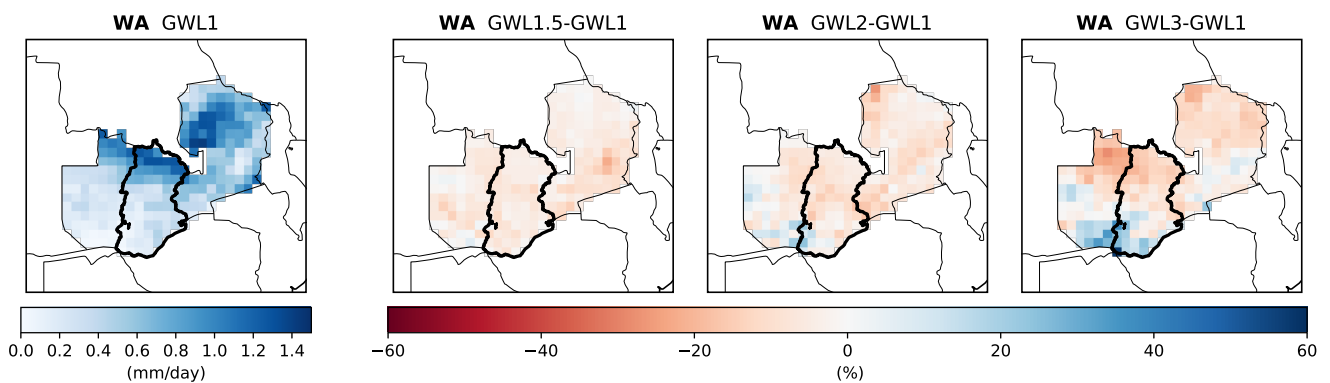 WA GWL1
WA GWL1.5-GWL1
WA GWL2-GWL1
WA GWL3-GWL1
0.0 0.2 0.4 0.6 0.8 1.0 1.2 1.4
(mm/day)
−60 −40 −20 0 20 40 60
(%)